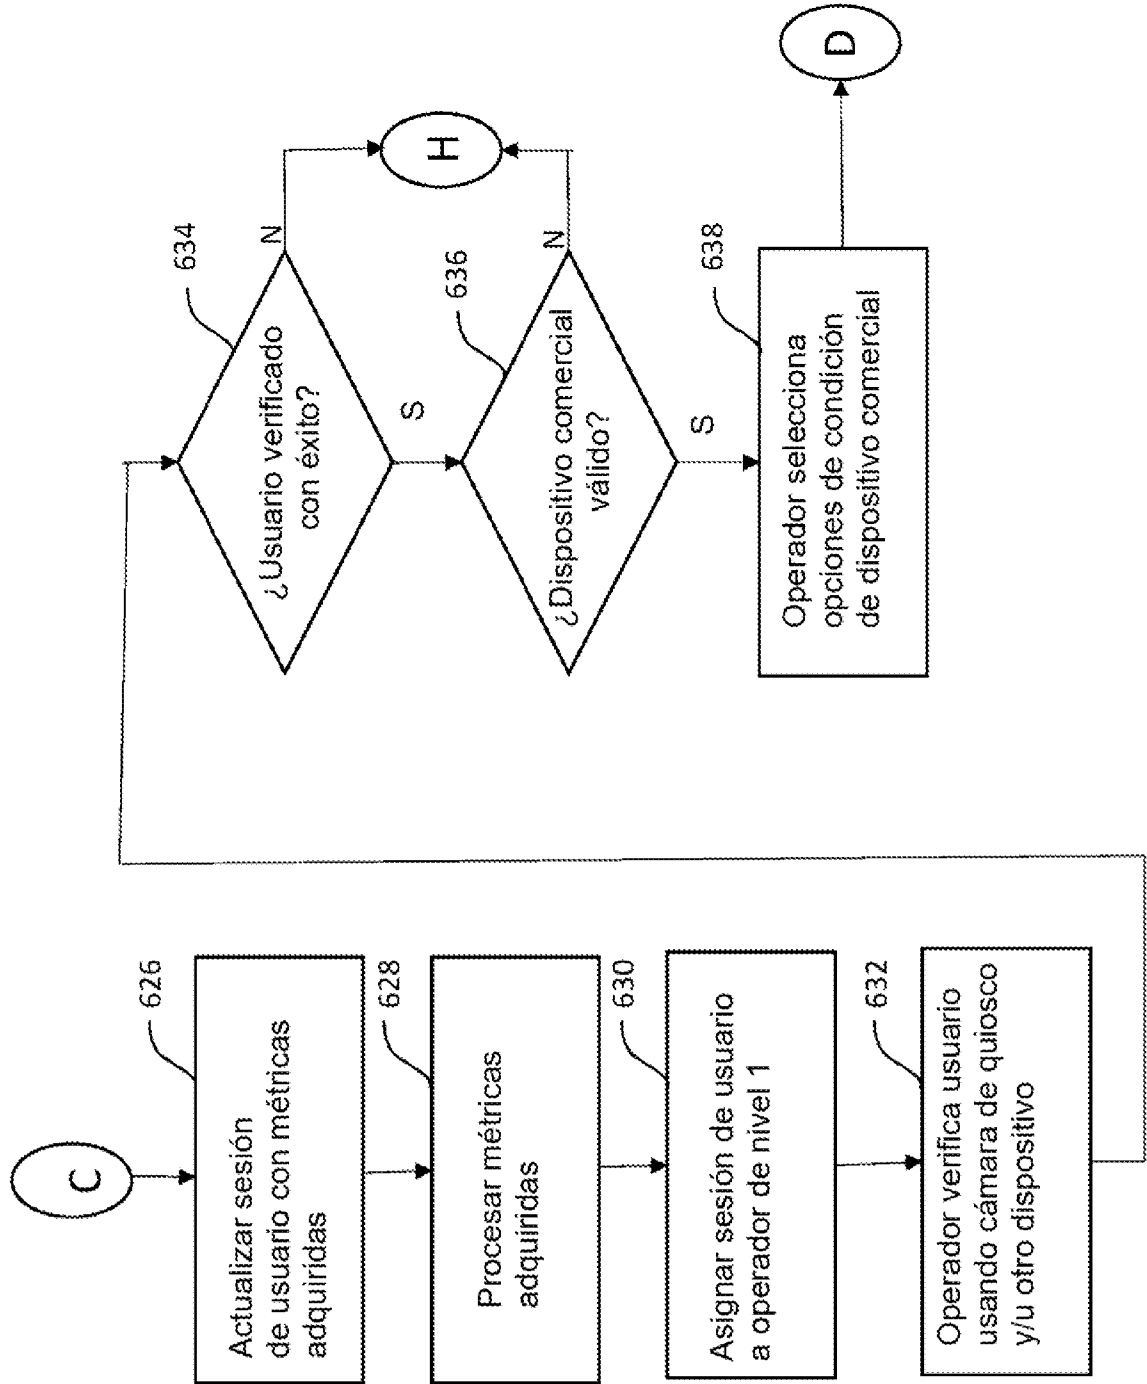 C
626
Actualizar sesión
de usuario con métricas
adquiridas
628
Procesar métricas
adquiridas
630
Asignar sesión de usuario
a operador de nivel 1
632
Operador verifica usuario
usando cámara de quiosco
y/u otro dispositivo
634
¿Usuario verificado
con éxito?
N
S
H
636
¿Dispositivo comercial
válido?
N
S
638
Operador selecciona
opciones de condición
de dispositivo comercial
D